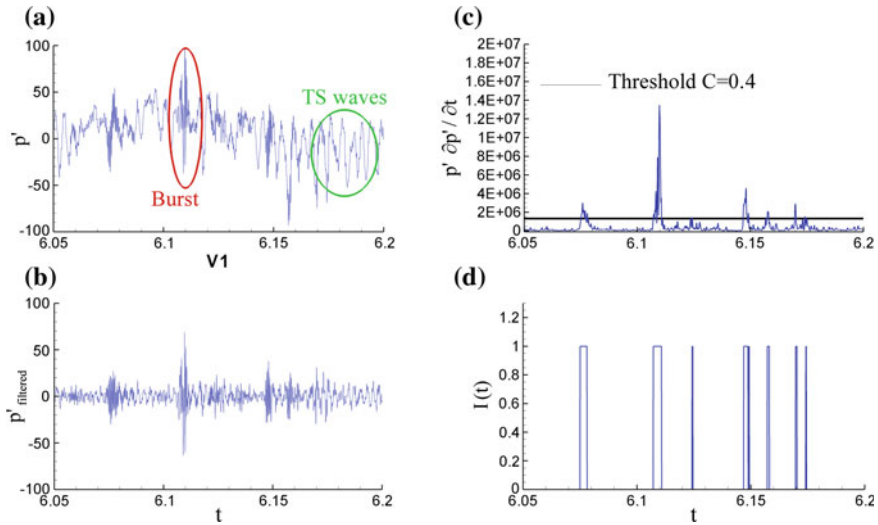 (a)
p'
100
50
0
-50
-100
Burst
TS waves
6.05
6.1
6.15
6.2
V1
(b)
p' filtered
100
50
0
-50
-100
6.05
6.1
6.15
6.2
t
(c)
p' ∂p'/∂t
2E+07
1.8E+07
1.6E+07
1.4E+07
1.2E+07
1E+07
8E+06
6E+06
4E+06
2E+06
0
Threshold C=0.4
6.05
6.1
6.15
6.2
(d)
I(t)
1.2
1
0.8
0.6
0.4
0.2
0
6.05
6.1
6.15
6.2
t